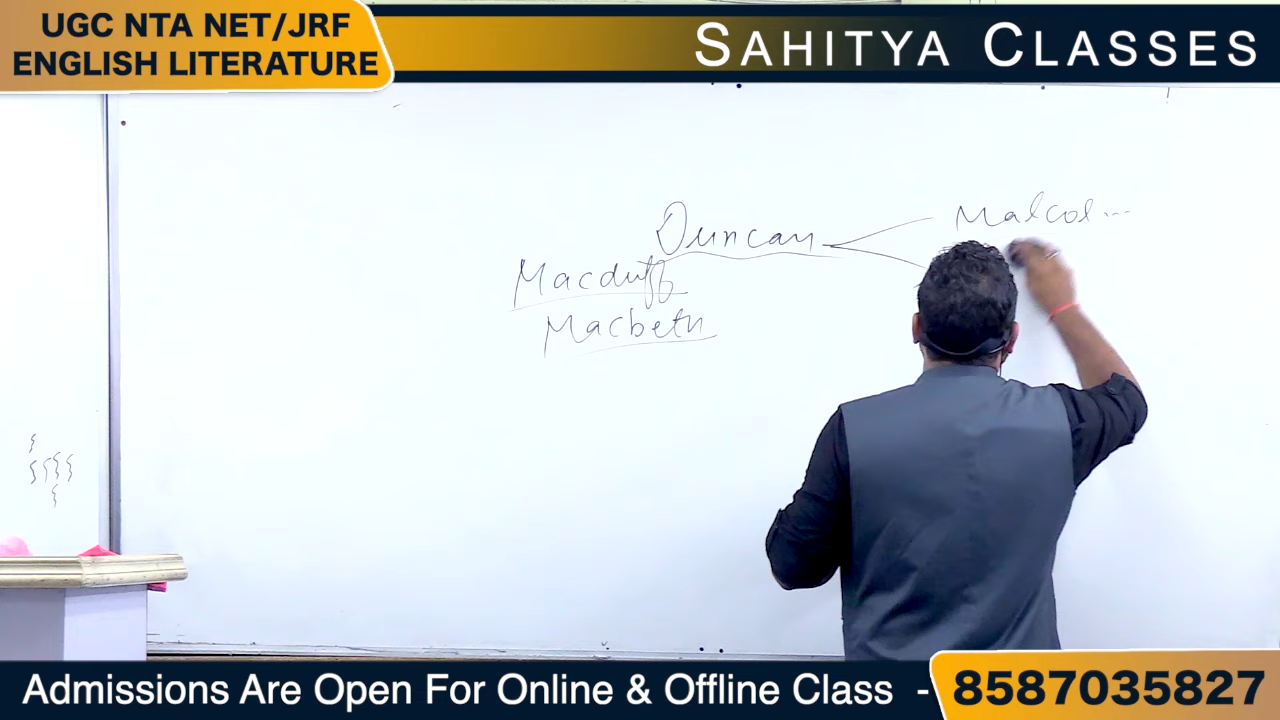 UGC NTA NET/JRF
ENGLISH LITERATURE
SAHITYA CLASSES
Duncan
Malcol...
Macduff
Macbeth
Admissions Are Open For Online & Offline Class - 8587035827